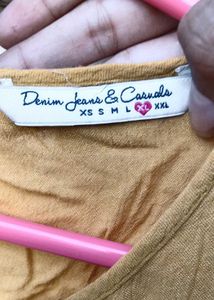 Denim Jeans & Casuals
XS S M L XL XXL